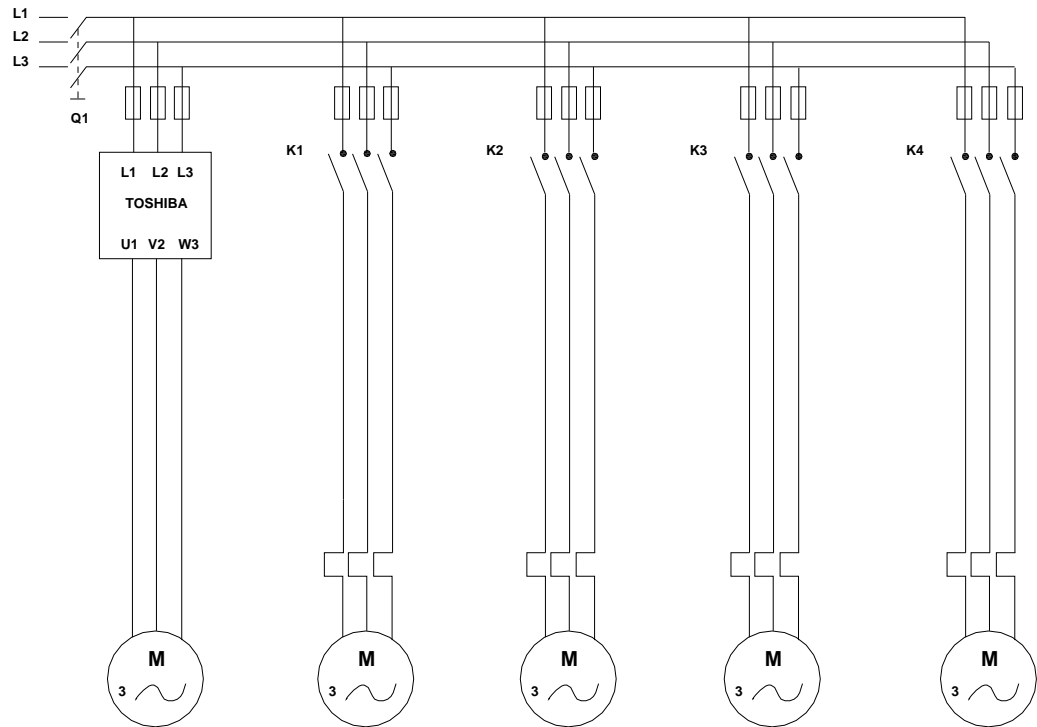 L1
L2
L3
Q1
K1 K2 K3 K4
L1 L2 L3
TOSHIBA
U1 V2 W3
M M M M M
3 3 3 3 3